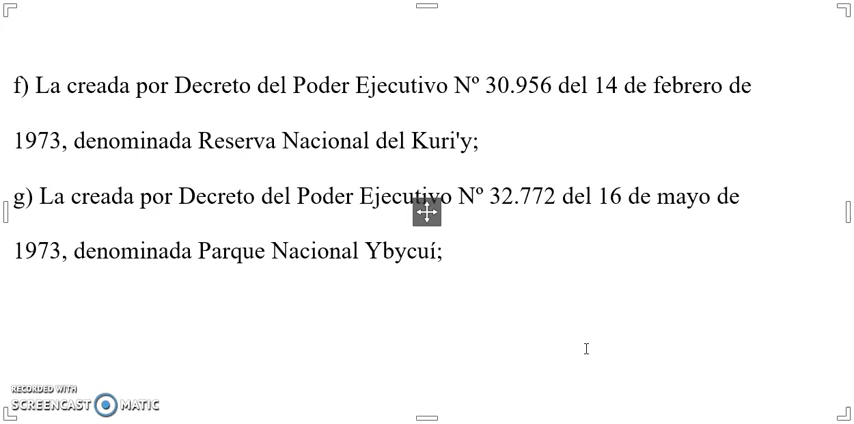 f) La creada por Decreto del Poder Ejecutivo Nº 30.956 del 14 de febrero de
1973, denominada Reserva Nacional del Kuri'y;
g) La creada por Decreto del Poder Ejecutivo Nº 32.772 del 16 de mayo de
1973, denominada Parque Nacional Ybycuí;
RECORDED WITH
SCREENCAST MATIC